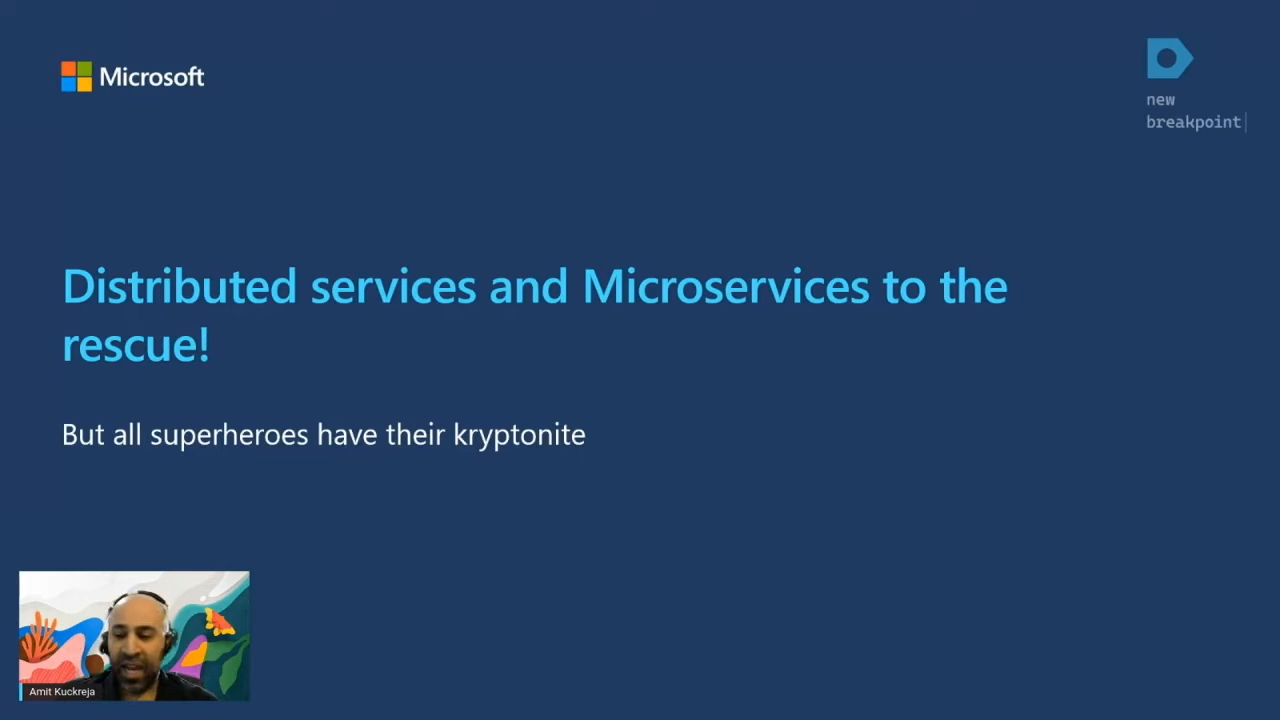 Microsoft
new
breakpoint
Distributed services and Microservices to the
rescue!
But all superheroes have their kryptonite
Amit Kuckreja